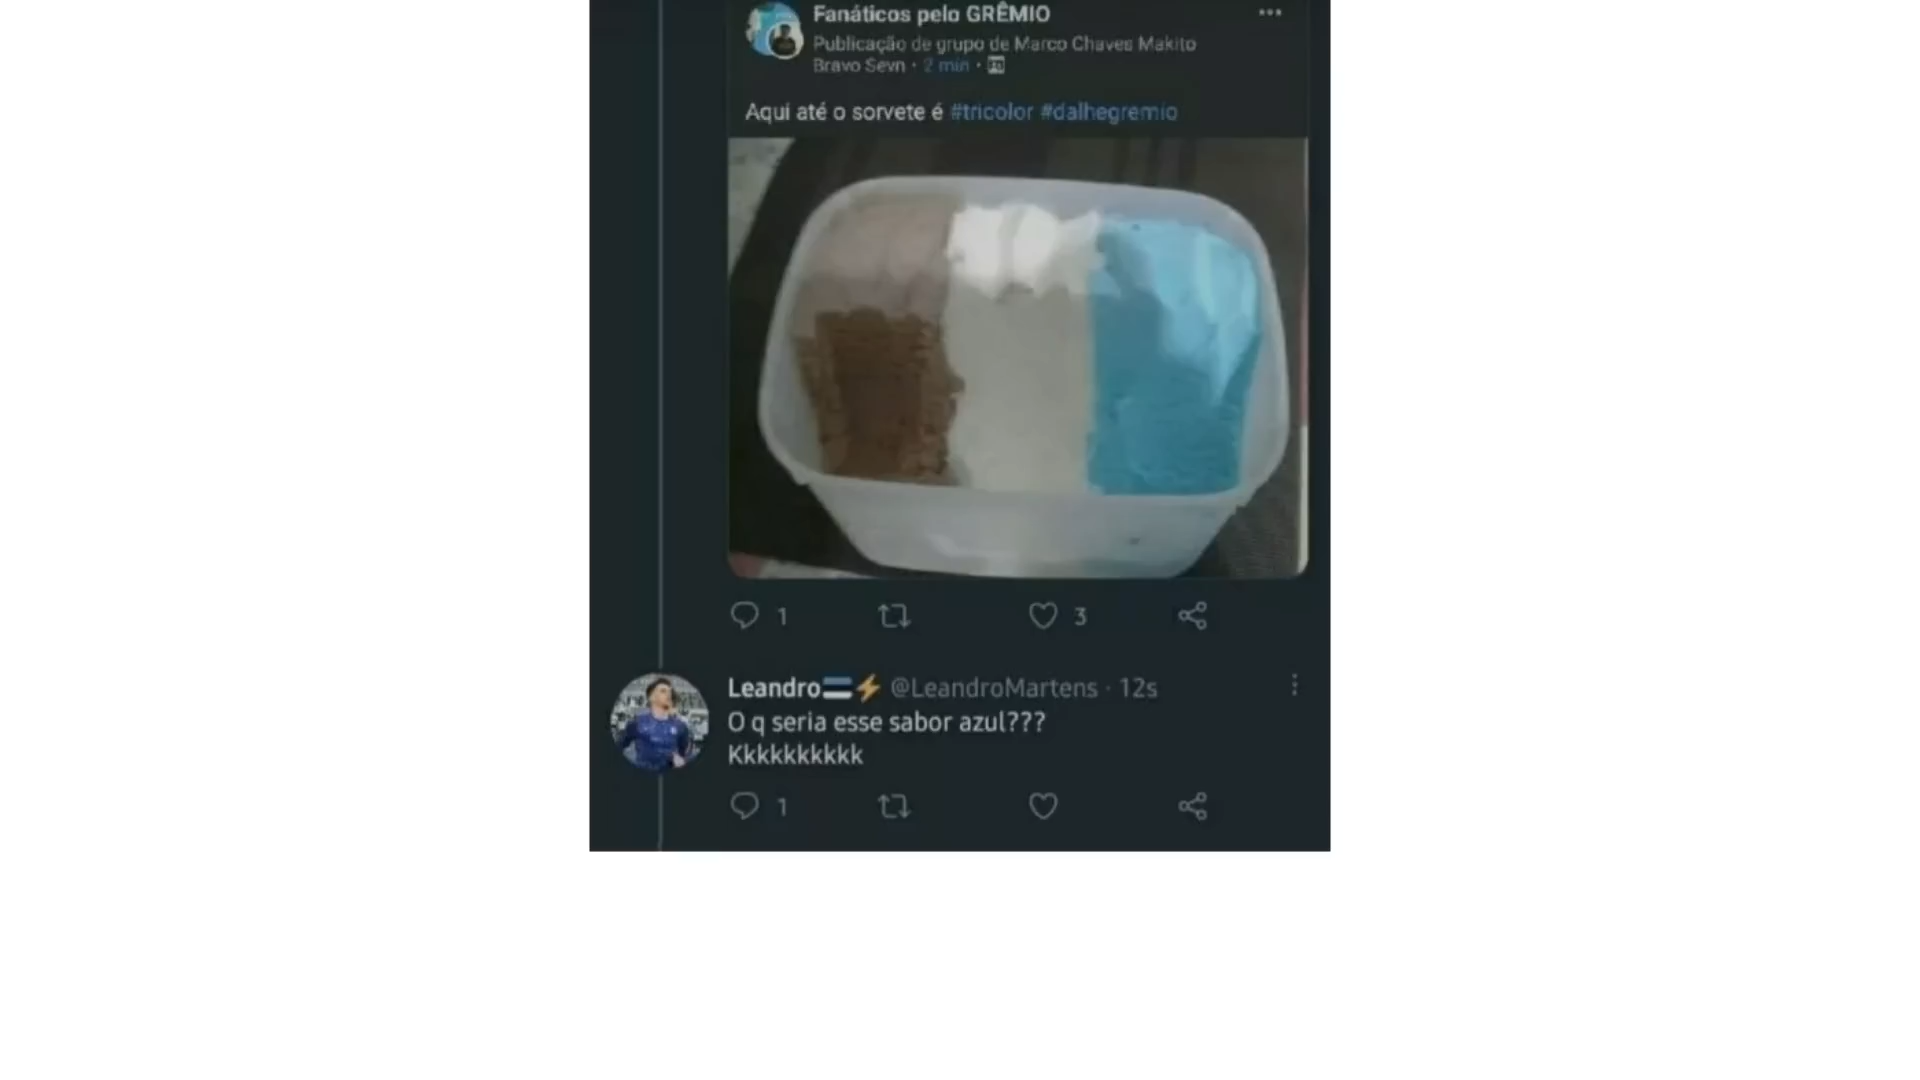 Fanáticos pelo GRÊMIO
Publicação de grupo de Marco Chaves Makito
Bravo Sevn · 2 min ·
Aqui até o sorvete é #tricolor #dalhegremio
1
3
Leandro @LeandroMartens · 12s
O q seria esse sabor azul???
Kkkkkkkkkk
1